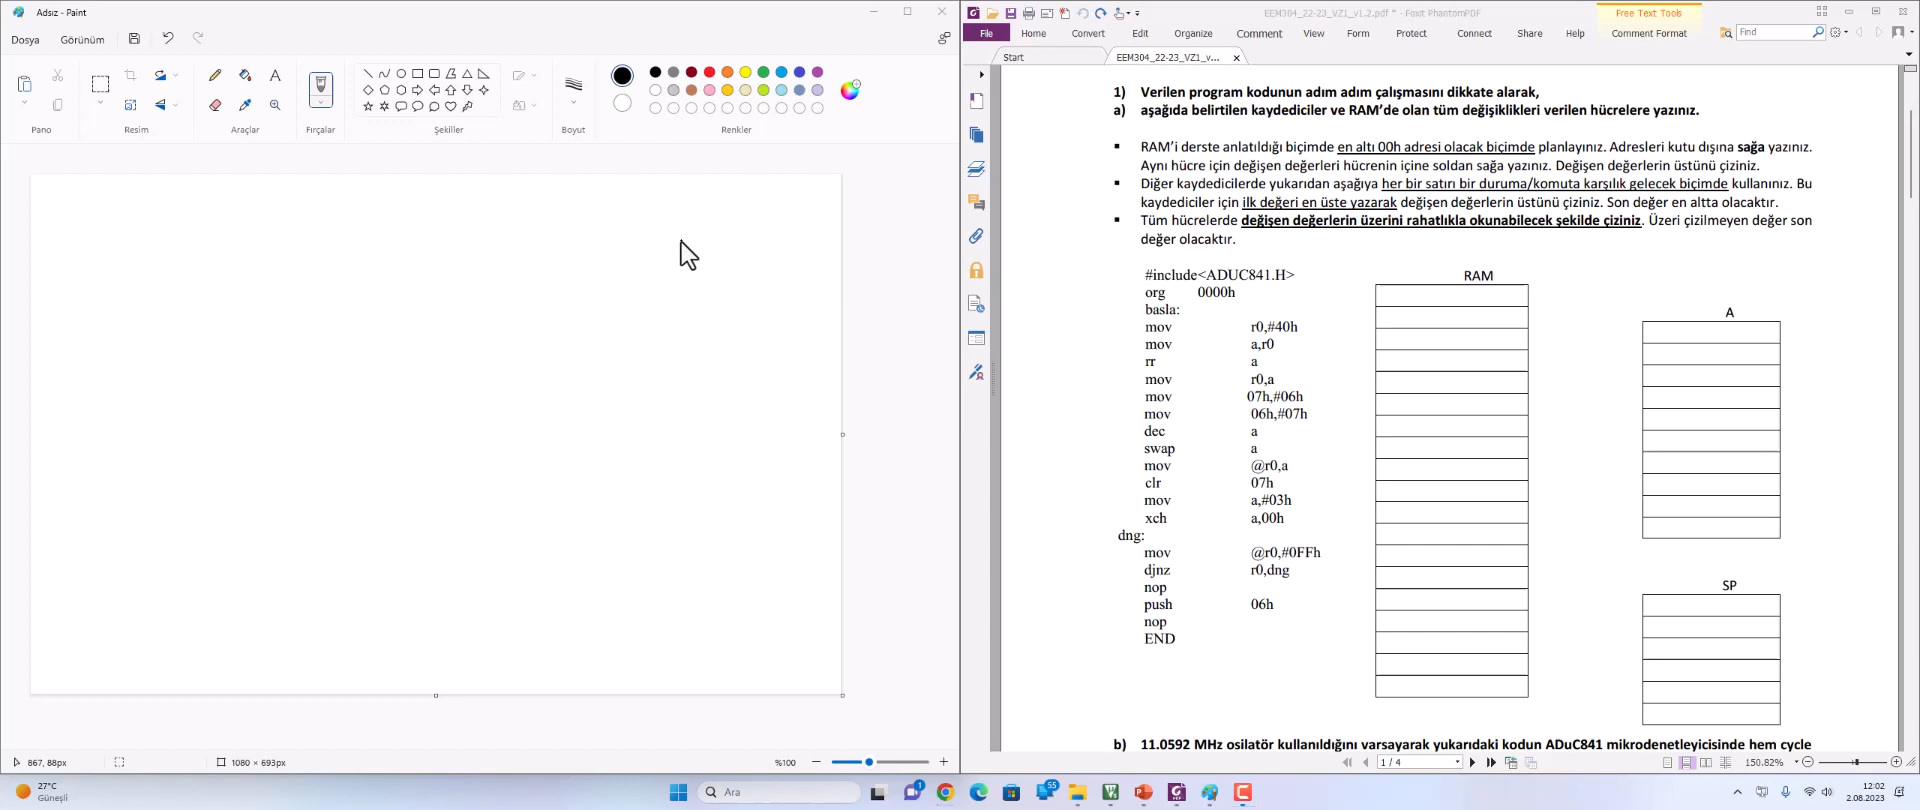 Adsız - Paint
Dosya Görünüm
Pano Resim Araçlar Fırçalar Şekiller Boyut Renkler
867, 88px 1080 × 693px %100
EEM304_22-23_VZ1_v1.2.pdf * - Foxit PhantomPDF Free Text Tools
File Home Convert Edit Organize Comment View Form Protect Connect Share Help Comment Format Find
Start EEM304_22-23_VZ1_v...
1) Verilen program kodunun adım adım çalışmasını dikkate alarak,
a) aşağıda belirtilen kaydediciler ve RAM’de olan tüm değişiklikleri verilen hücrelere yazınız.
▪ RAM’i derste anlatıldığı biçimde en altı 00h adresi olacak biçimde planlayınız. Adresleri kutu dışına sağa yazınız.
Aynı hücre için değişen değerleri hücrenin içine soldan sağa yazınız. Değişen değerlerin üstünü çiziniz.
▪ Diğer kaydedicilerde yukarıdan aşağıya her bir satırı bir duruma/komuta karşılık gelecek biçimde kullanınız. Bu
kaydediciler için ilk değeri en üste yazarak değişen değerlerin üstünü çiziniz. Son değer en altta olacaktır.
▪ Tüm hücrelerde değişen değerlerin üzerini rahatlıkla okunabilecek şekilde çiziniz. Üzeri çizilmeyen değer son
değer olacaktır.
#include<ADUC841.H>
org 0000h
basla:
mov r0,#40h
mov a,r0
rr a
mov r0,a
mov 07h,#06h
mov 06h,#07h
dec a
swap a
mov @r0,a
clr 07h
mov a,#03h
xch a,00h
dng:
mov @r0,#0FFh
djnz r0,dng
nop
push 06h
nop
END
RAM
A
SP
b) 11.0592 MHz osilatör kullanıldığını varsayarak yukarıdaki kodun ADuC841 mikrodenetleyicisinde hem cycle
1 / 4 150.82%
27°C
Güneşli
Ara
1
55
12:02
2.08.2023